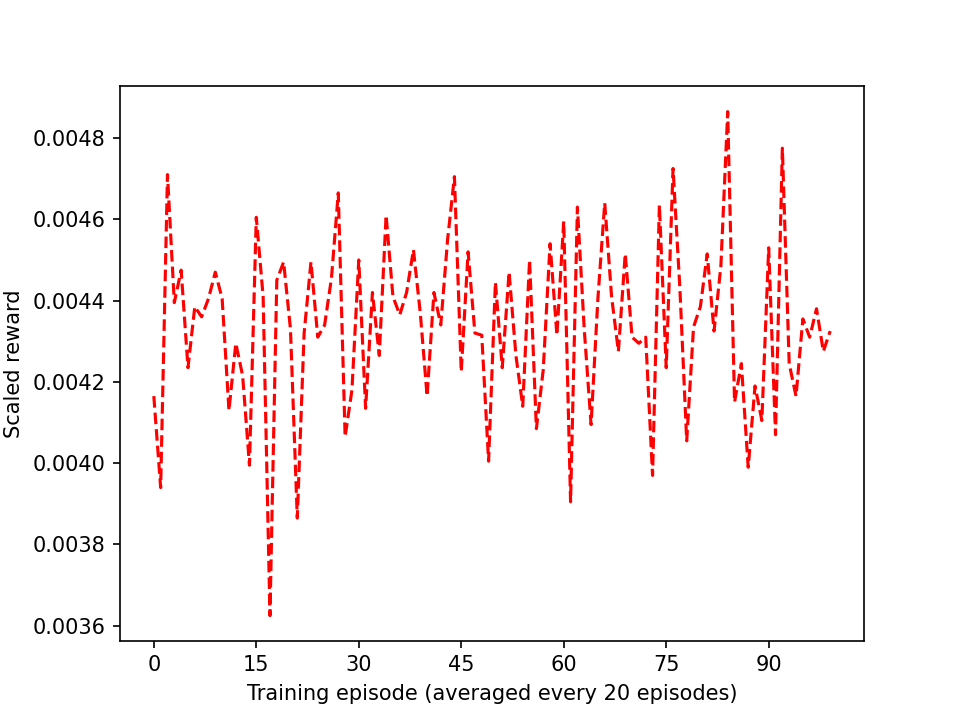 0.0048
0.0046
0.0044
0.0042
0.0040
0.0038
0.0036
Scaled reward
0 15 30 45 60 75 90
Training episode (averaged every 20 episodes)